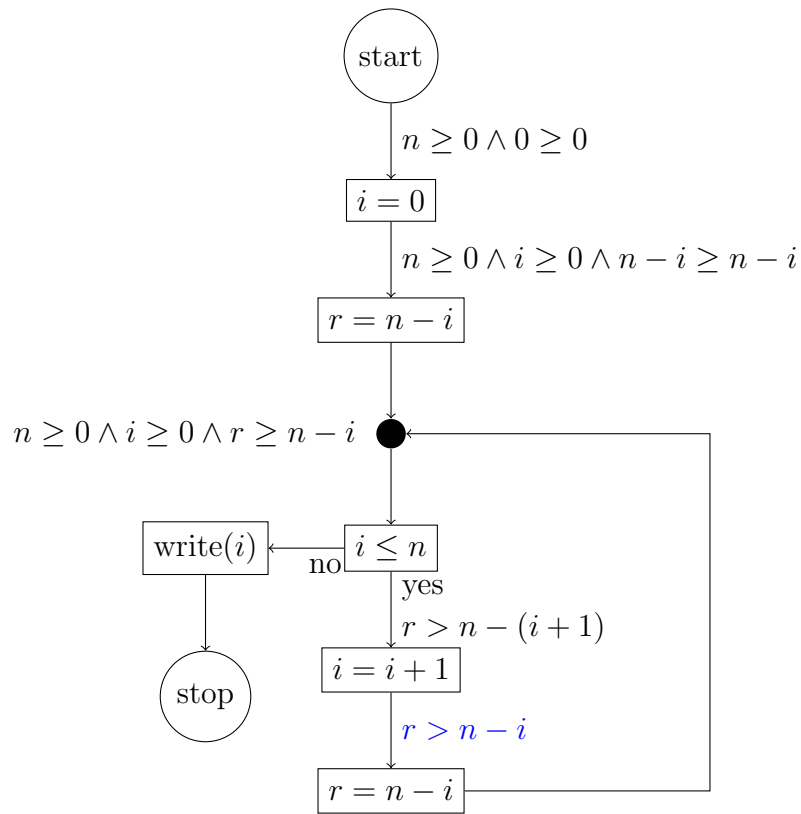 start
n ≥ 0 ∧ 0 ≥ 0
i = 0
n ≥ 0 ∧ i ≥ 0 ∧ n − i ≥ n − i
r = n − i
n ≥ 0 ∧ i ≥ 0 ∧ r ≥ n − i
write(i)
no
i ≤ n
yes
r > n − (i + 1)
i = i + 1
stop
r > n − i
r = n − i